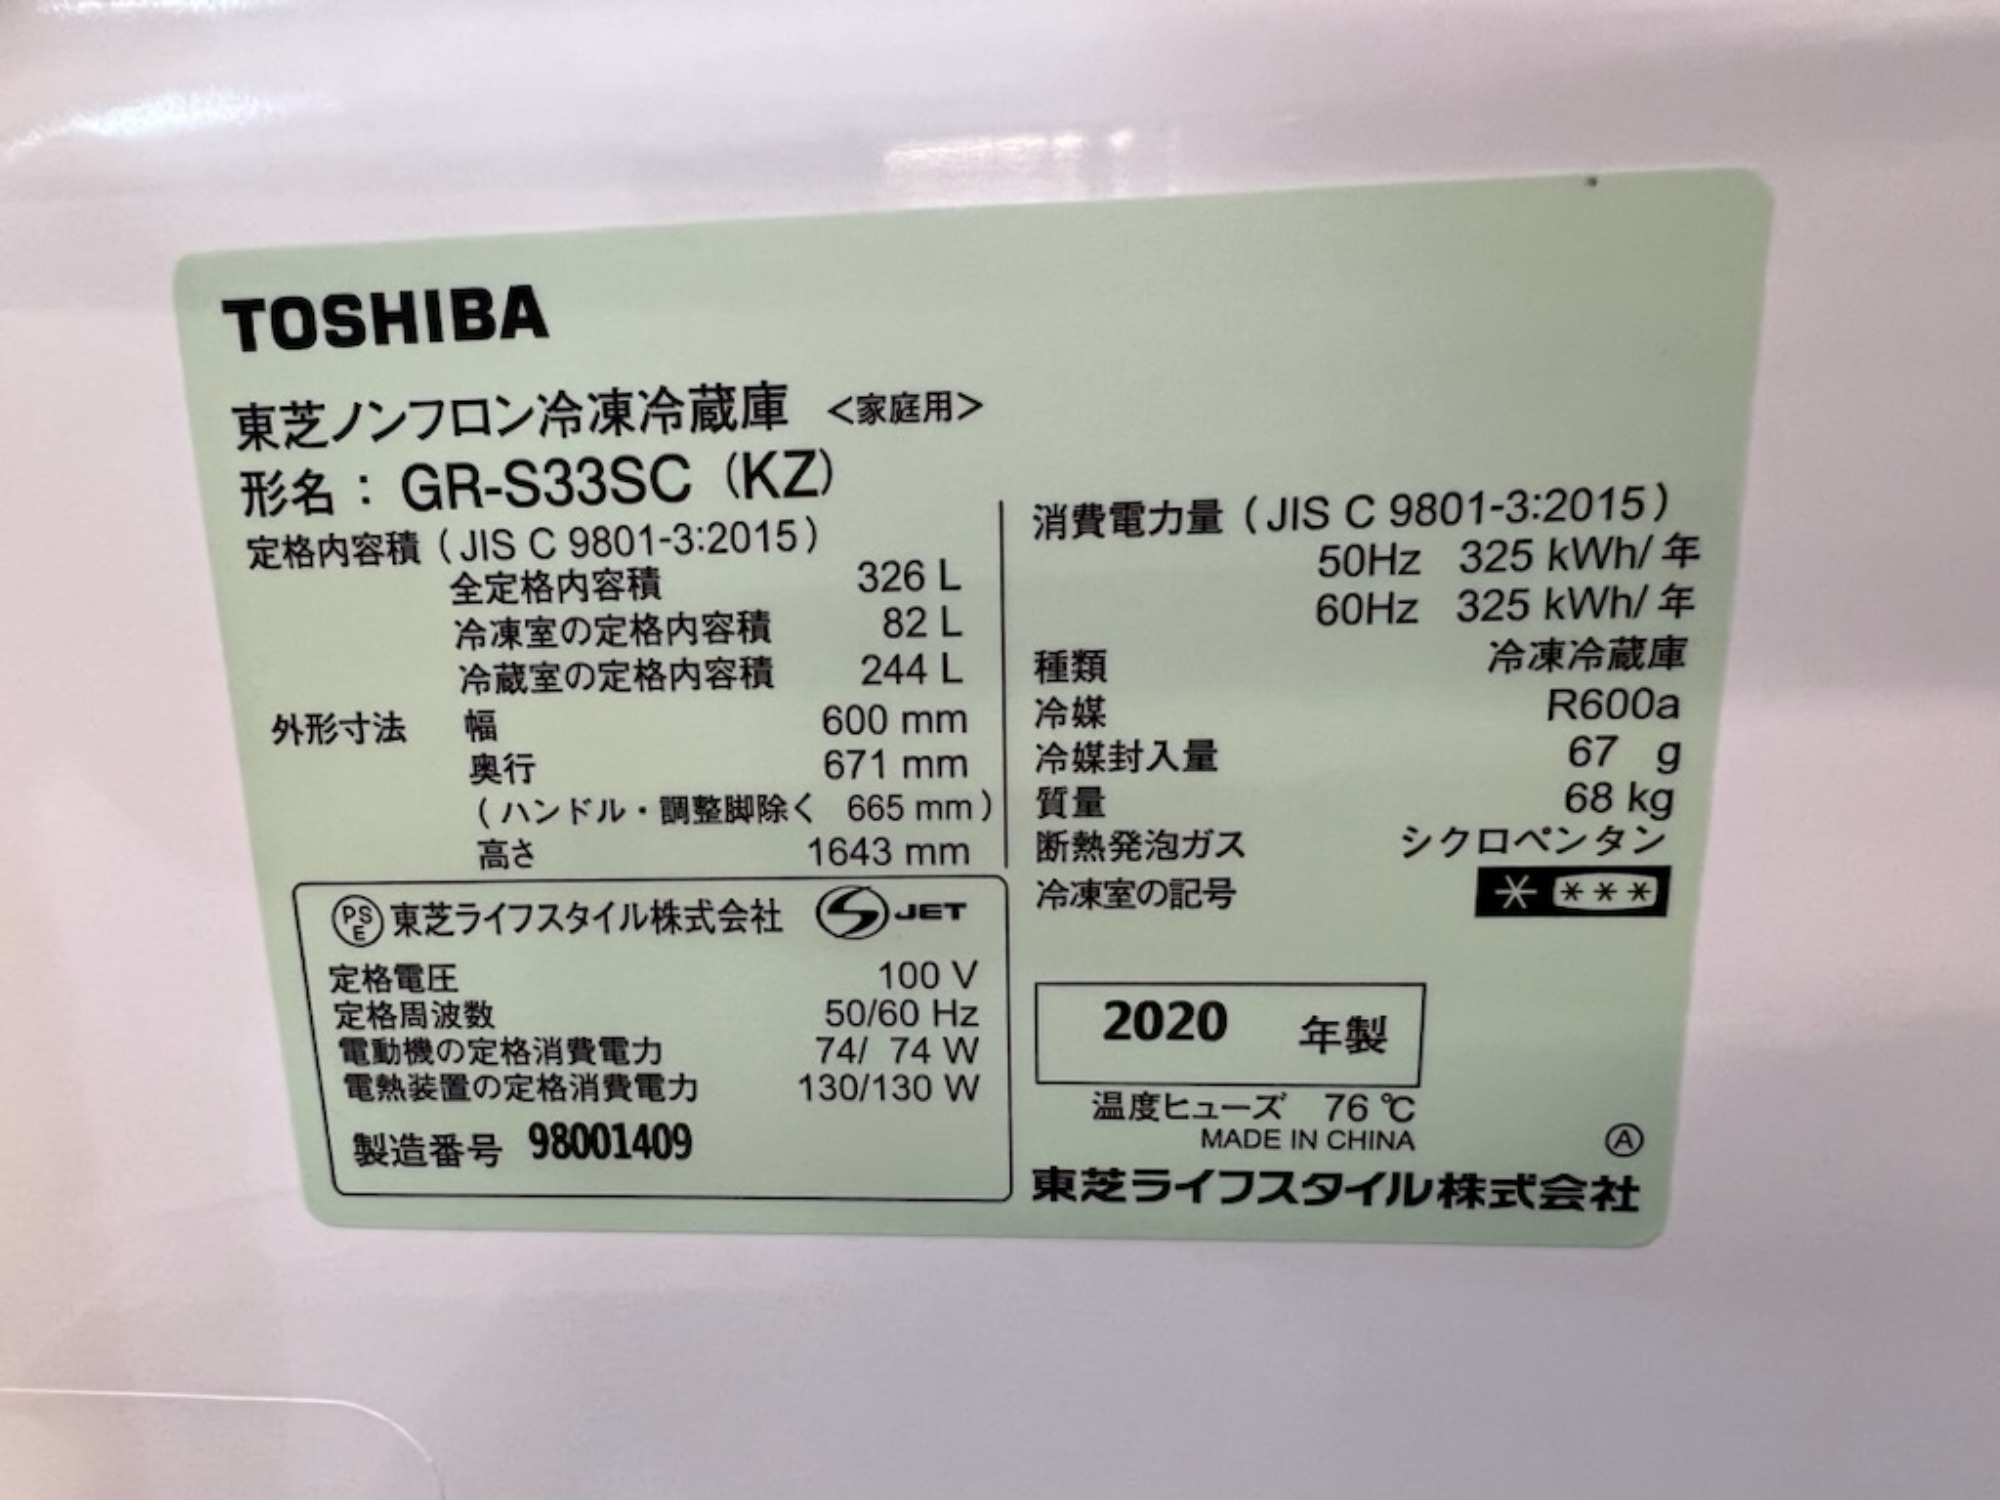 TOSHIBA
東芝ノンフロン冷凍冷蔵庫 <家庭用>
形名：GR-S33SC (KZ)
定格内容積 (JIS C 9801-3:2015)
全定格内容積 326 L
冷凍室の定格内容積 82 L
冷蔵室の定格内容積 244 L
外形寸法 幅 600 mm
奥行 671 mm
(ハンドル・調整脚除く 665 mm)
高さ 1643 mm
PSE 東芝ライフスタイル株式会社 S JET
定格電圧 100 V
定格周波数 50/60 Hz
電動機の定格消費電力 74/ 74 W
電熱装置の定格消費電力 130/130 W
製造番号 98001409
消費電力量 (JIS C 9801-3:2015)
50Hz 325 kWh/年
60Hz 325 kWh/年
種類 冷凍冷蔵庫
冷媒 R600a
冷媒封入量 67 g
質量 68 kg
断熱発泡ガス シクロペンタン
冷凍室の記号 * ***
2020 年製
温度ヒューズ 76 ℃
MADE IN CHINA
Ⓐ
東芝ライフスタイル株式会社